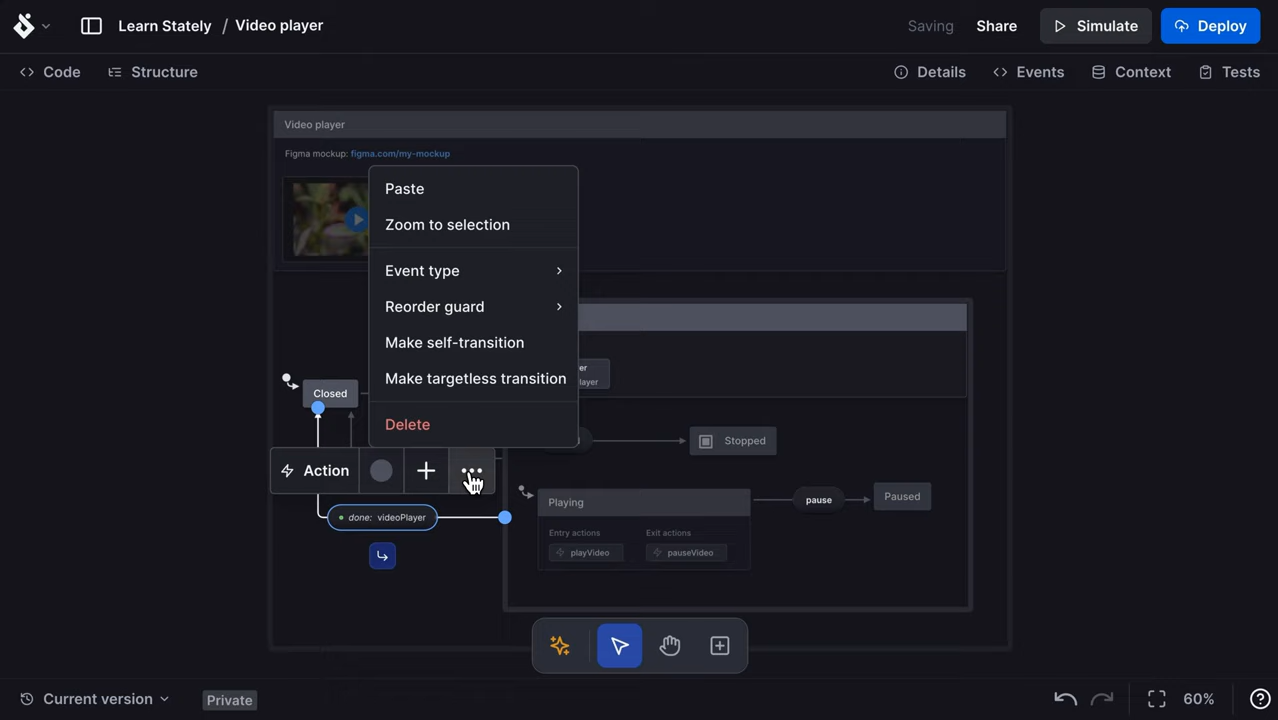 Learn Stately / Video player
Saving
Share
Simulate
Deploy
Code
Structure
Details
Events
Context
Tests
Video player
Figma mockup: figma.com/my-mockup
Paste
Zoom to selection
Event type
Reorder guard
Make self-transition
Make targetless transition
Delete
Closed
Action
done: videoPlayer
Stopped
Playing
Entry actions
Exit actions
playVideo
pauseVideo
pause
Paused
Current version
Private
60%